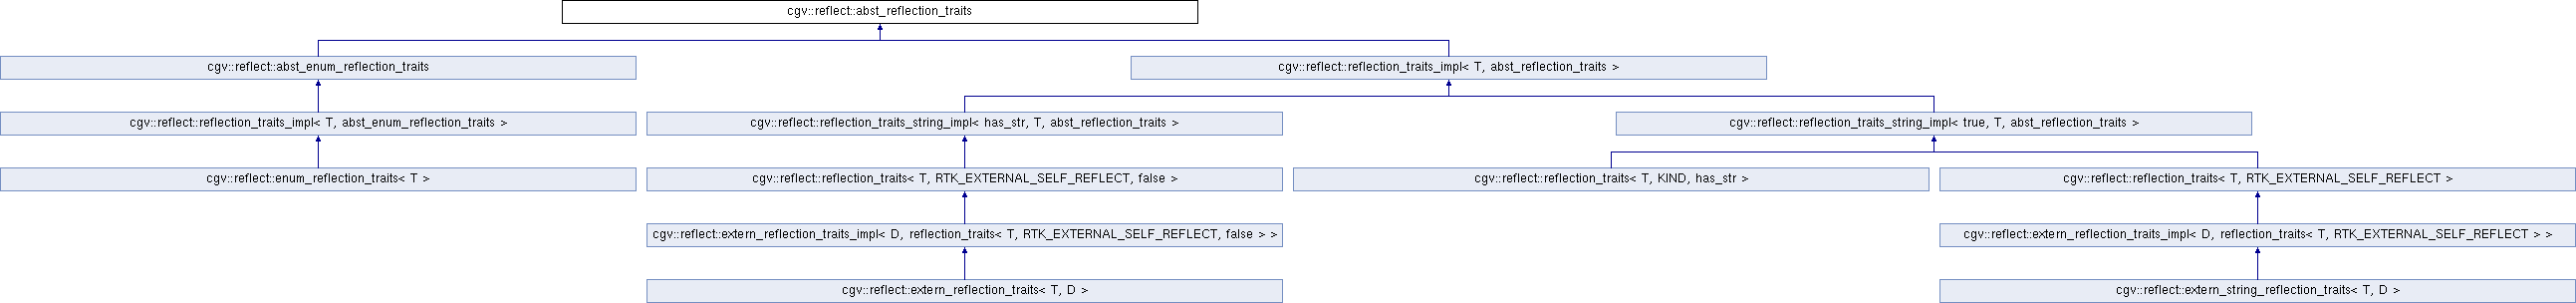 cgv::reflect::abst_reflection_traits
cgv::reflect::abst_enum_reflection_traits
cgv::reflect::reflection_traits_impl< T, abst_reflection_traits >
cgv::reflect::reflection_traits_impl< T, abst_enum_reflection_traits >
cgv::reflect::reflection_traits_string_impl< has_str, T, abst_reflection_traits >
cgv::reflect::reflection_traits_string_impl< true, T, abst_reflection_traits >
cgv::reflect::enum_reflection_traits< T >
cgv::reflect::reflection_traits< T, RTK_EXTERNAL_SELF_REFLECT, false >
cgv::reflect::reflection_traits< T, KIND, has_str >
cgv::reflect::reflection_traits< T, RTK_EXTERNAL_SELF_REFLECT >
cgv::reflect::extern_reflection_traits_impl< D, reflection_traits< T, RTK_EXTERNAL_SELF_REFLECT, false > >
cgv::reflect::extern_reflection_traits_impl< D, reflection_traits< T, RTK_EXTERNAL_SELF_REFLECT > >
cgv::reflect::extern_reflection_traits< T, D >
cgv::reflect::extern_string_reflection_traits< T, D >